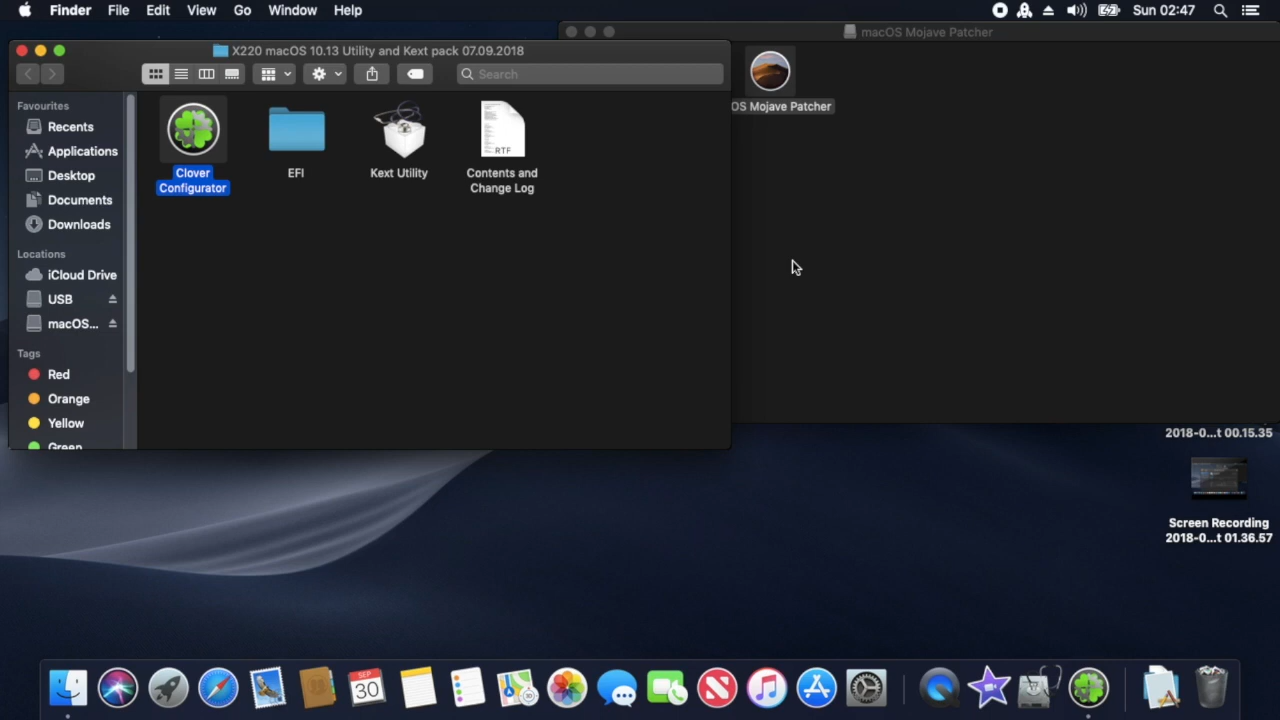 Finder File Edit View Go Window Help Sun 02:47
macOS Mojave Patcher
X220 macOS 10.13 Utility and Kext pack 07.09.2018
Search
Favourites
Recents
Applications
Desktop
Documents
Downloads
Locations
iCloud Drive
USB
macOS...
Tags
Red
Orange
Yellow
Green
Clover
Configurator
EFI
Kext Utility
RTF
Contents and
Change Log
OS Mojave Patcher
2018-0...t 00.15.35
Screen Recording
2018-0...t 01.36.57
SEP
30